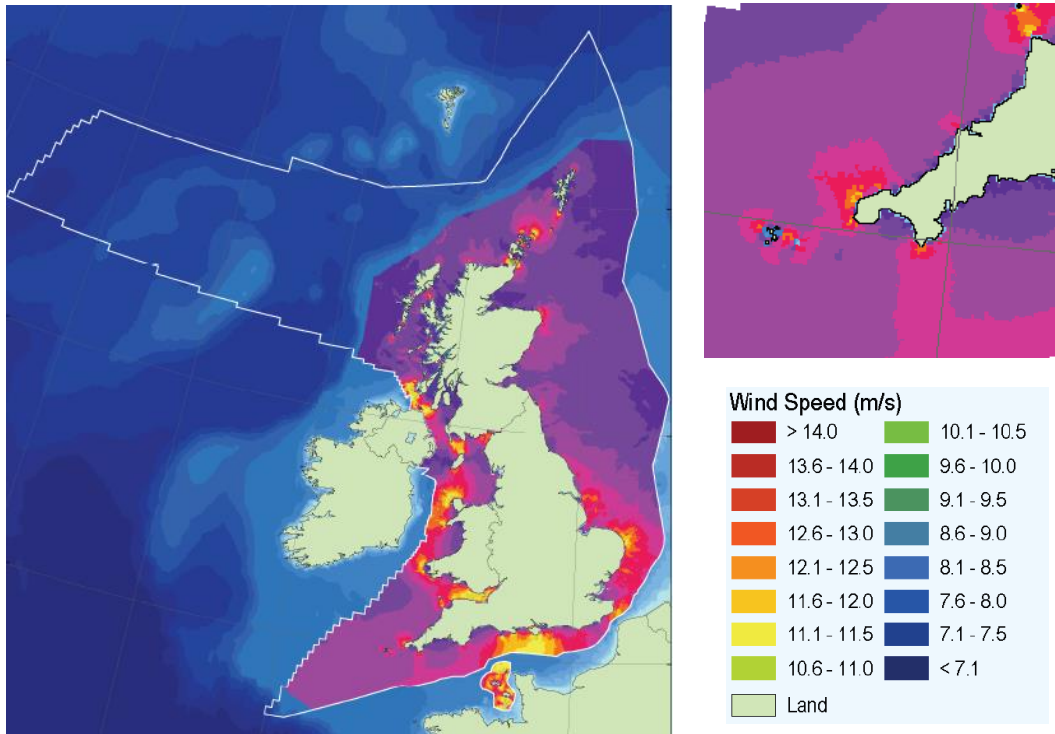 Wind Speed (m/s)
> 14.0
13.6 - 14.0
13.1 - 13.5
12.6 - 13.0
12.1 - 12.5
11.6 - 12.0
11.1 - 11.5
10.6 - 11.0
Land
10.1 - 10.5
9.6 - 10.0
9.1 - 9.5
8.6 - 9.0
8.1 - 8.5
7.6 - 8.0
7.1 - 7.5
< 7.1